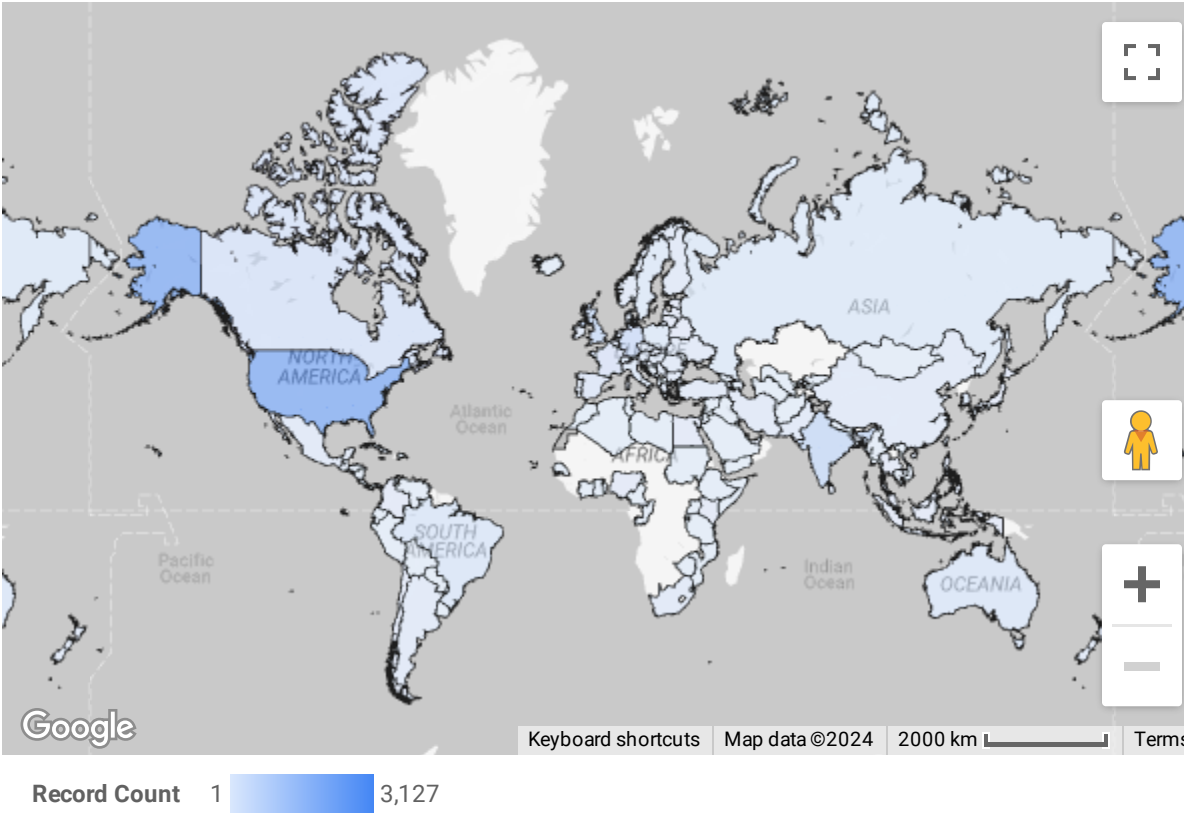 ASIA
NORTH
AMERICA
Atlantic
Ocean
AFRICA
SOUTH
AMERICA
Pacific
Ocean
Indian
Ocean
OCEANIA
Google
Keyboard shortcuts
Map data ©2024
2000 km
Terms
Record Count 1 3,127